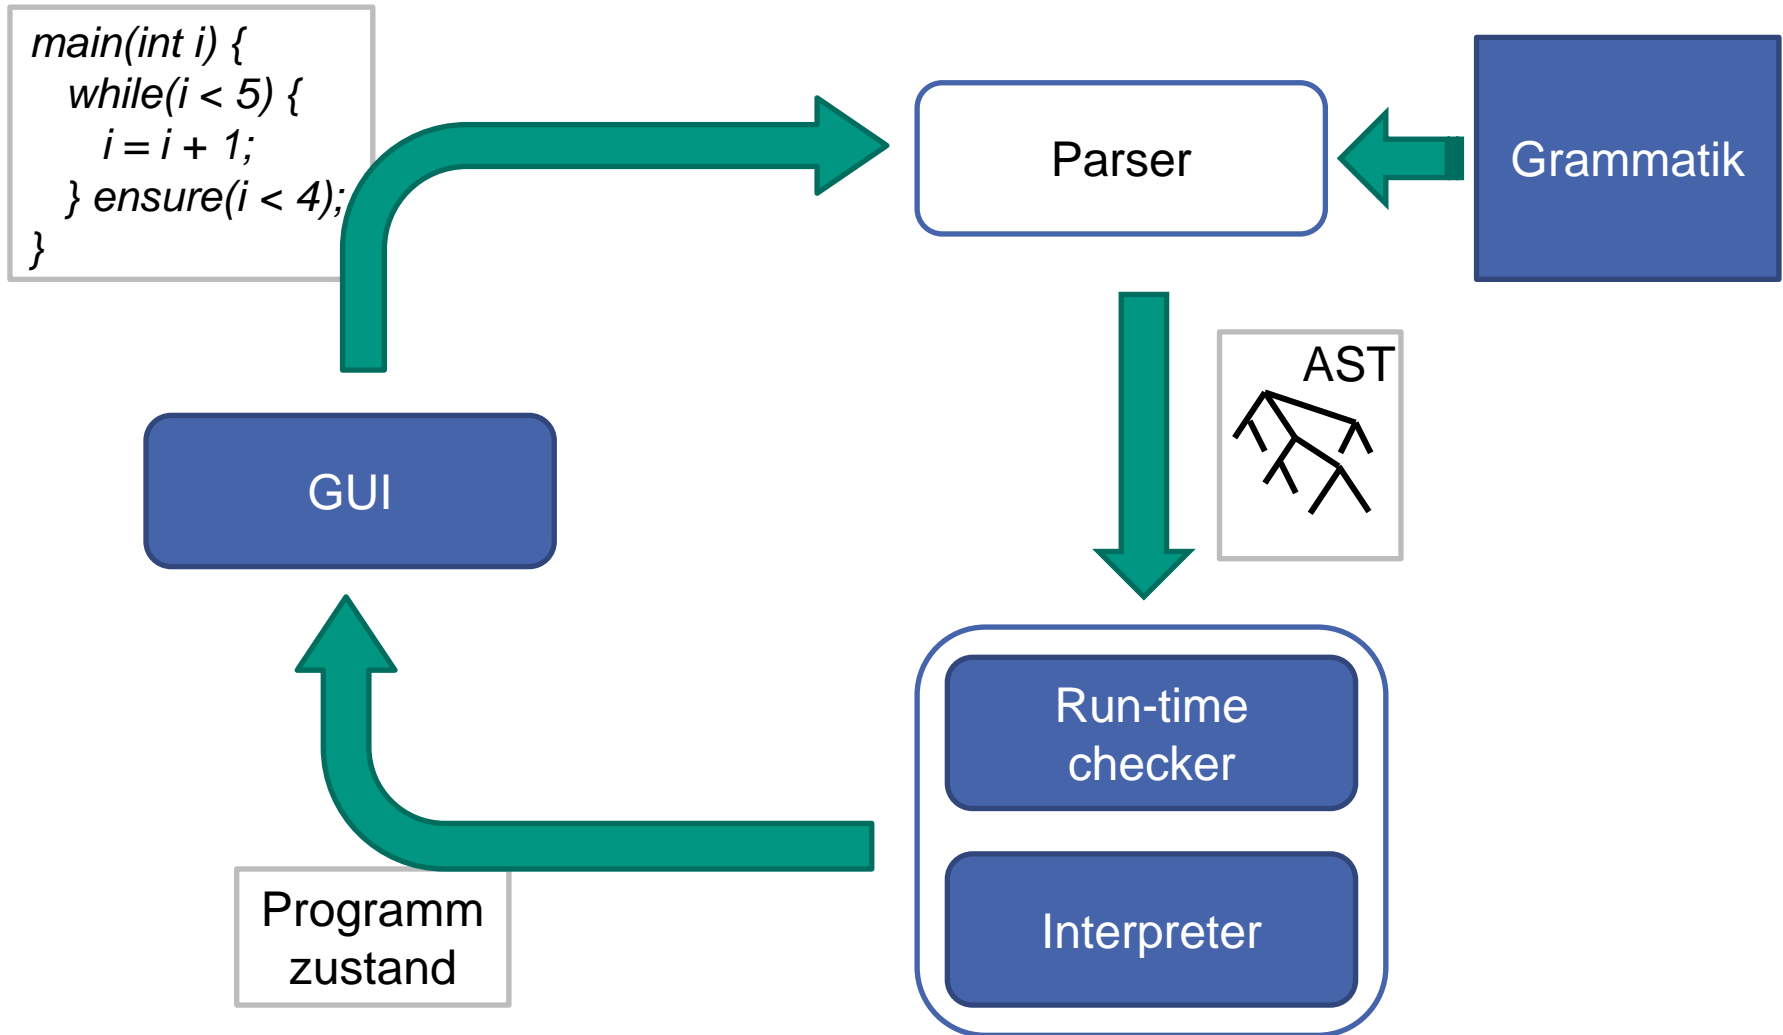 main(int i) {
while(i < 5) {
i = i + 1;
} ensure(i < 4);
}
Parser
Grammatik
AST
GUI
Run-time
checker
Interpreter
Programm
zustand